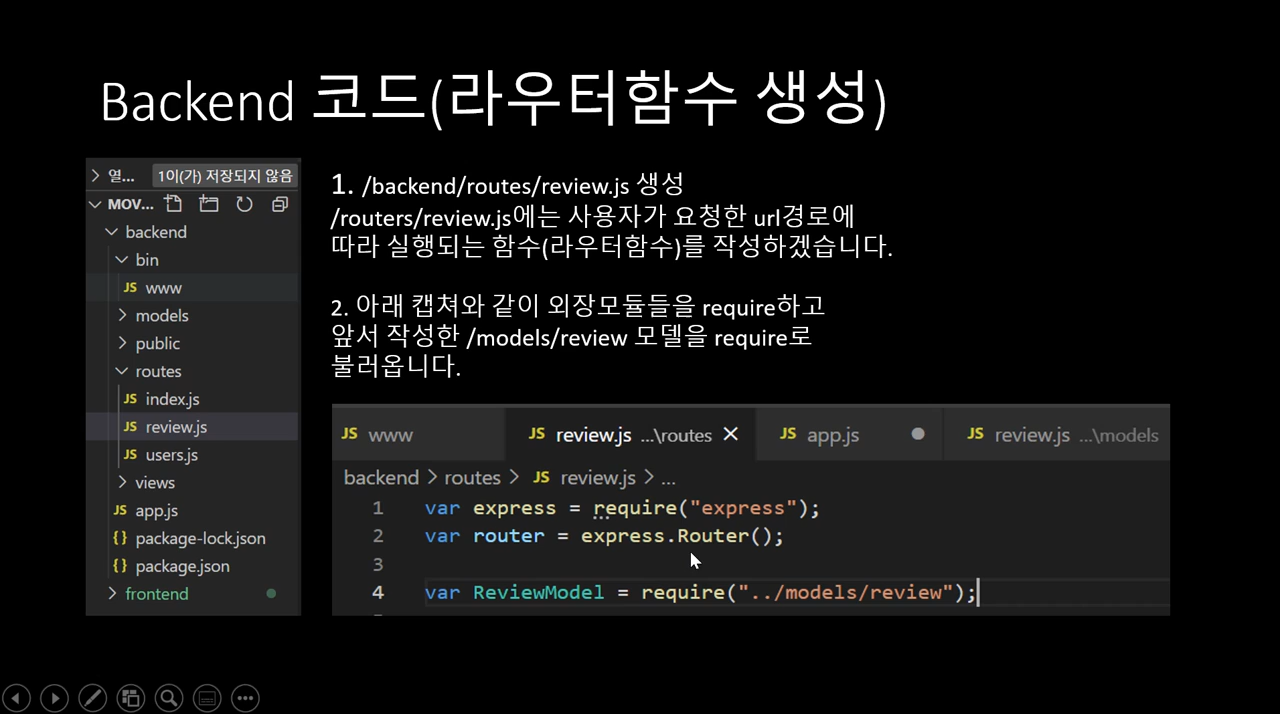 Backend 코드(라우터함수 생성)
열... 1이(가) 저장되지 않음
MOV...
backend
bin
JS www
models
public
routes
JS index.js
JS review.js
JS users.js
views
JS app.js
{} package-lock.json
{} package.json
frontend
1. /backend/routes/review.js 생성
/routers/review.js에는 사용자가 요청한 url경로에
따라 실행되는 함수(라우터함수)를 작성하겠습니다.
2. 아래 캡쳐와 같이 외장모듈들을 require하고
앞서 작성한 /models/review 모델을 require로
불러옵니다.
JS www JS review.js ...\routes JS app.js JS review.js ...\models
backend > routes > JS review.js > ...
1 var express = require("express");
2 var router = express.Router();
3
4 var ReviewModel = require("../models/review");